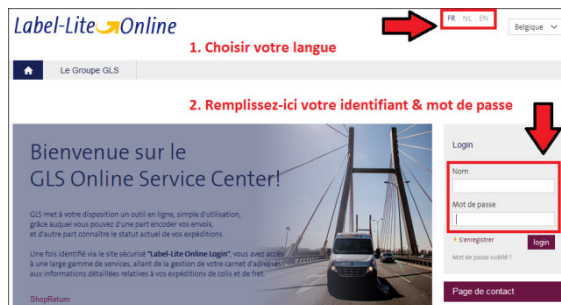 Label-Lite Online
FR | NL | EN
Belgique
1. Choisir votre langue
Le Groupe GLS
2. Remplissez-ici votre identifiant & mot de passe
Bienvenue sur le
GLS Online Service Center!
GLS met à votre disposition un outil en ligne, simple d'utilisation,
grâce auquel vous pouvez d'une part encoder vos envois,
et d'autre part connaître le statut actuel de vos expéditions.
Une fois identifié via le site sécurisé "Label-Lite Online Login", vous avez accès
à une large gamme de services, allant de la gestion de votre carnet d'adresses
aux informations détaillées relatives à vos expéditions de colis et de fret.
ShopReturn
Login
Nom
Mot de passe
S'enregistrer
login
Mot de passe oublié ?
Page de contact